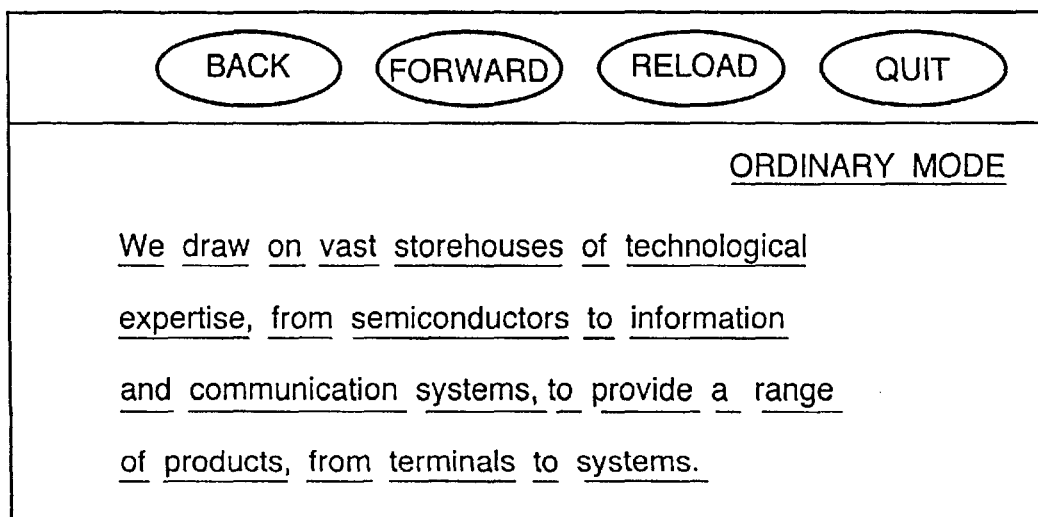 BACK FORWARD RELOAD QUIT
ORDINARY MODE
We draw on vast storehouses of technological
expertise, from semiconductors to information
and communication systems, to provide a range
of products, from terminals to systems.